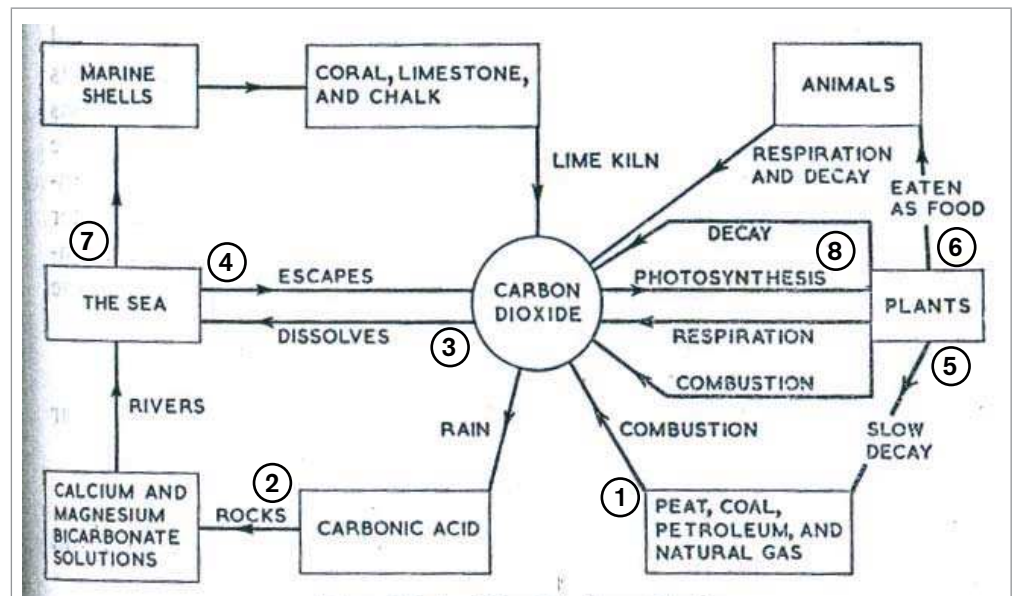 MARINE
SHELLS
CORAL, LIMESTONE,
AND CHALK
ANIMALS
LIME KILN
RESPIRATION
AND DECAY
EATEN
AS FOOD
7
4
ESCAPES
THE SEA
DISSOLVES
3
CARBON
DIOXIDE
DECAY
8
PHOTOSYNTHESIS
RESPIRATION
COMBUSTION
6
PLANTS
5
RIVERS
RAIN
COMBUSTION
SLOW
DECAY
CALCIUM AND
MAGNESIUM
BICARBONATE
SOLUTIONS
2
ROCKS
CARBONIC ACID
1
PEAT, COAL,
PETROLEUM, AND
NATURAL GAS